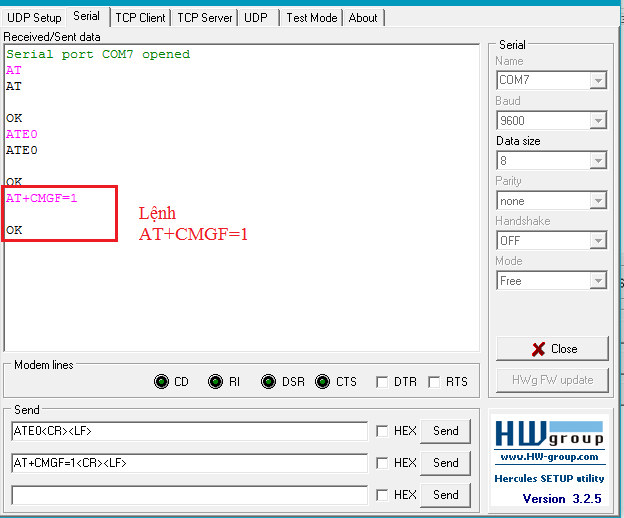 UDP Setup Serial TCP Client TCP Server UDP Test Mode About
Received/Sent data
Serial port COM7 opened
AT
AT
OK
ATE0
ATE0
OK
AT+CMGF=1
OK
Lệnh
AT+CMGF=1
Serial
Name
COM7
Baud
9600
Data size
8
Parity
none
Handshake
OFF
Mode
Free
Close
HWg FW update
Modem lines
CD RI DSR CTS DTR RTS
Send
ATE0<CR><LF> HEX Send
AT+CMGF=1<CR><LF> HEX Send
HEX Send
HWgroup
www.HW-group.com
Hercules SETUP utility
Version 3.2.5